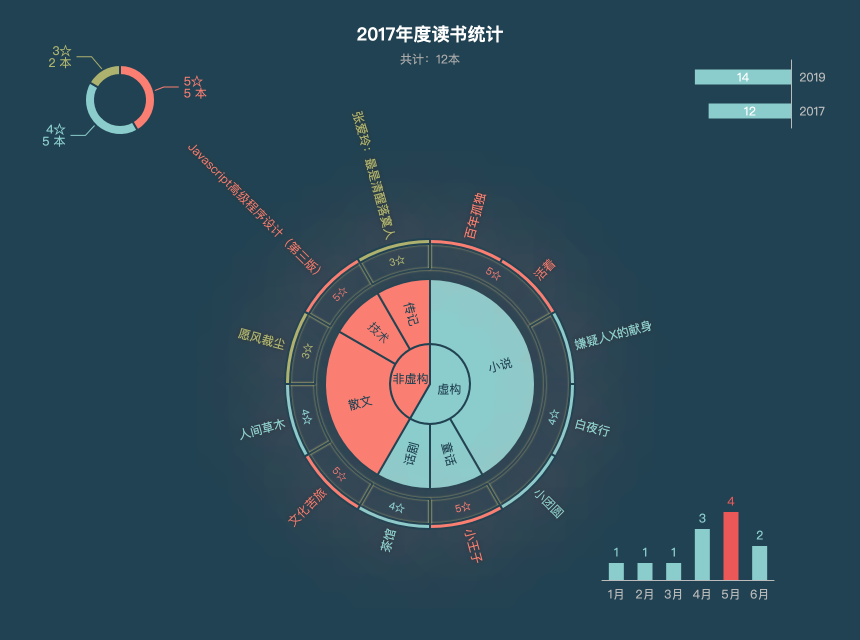 2017年度读书统计
共计：12本
3☆
2 本
5☆
5 本
4☆
5 本
14
2019
12
2017
张爱玲：最是清醒落寞人
Javascript高级程序设计（第三版）
百年孤独
活着
嫌疑人X的献身
白夜行
小团圆
小王子
茶馆
文化苦旅
人间草木
愿风裁尘
3☆
5☆
5☆
3☆
4☆
4☆
5☆
4☆
5☆
传记
技术
散文
小说
话剧
童话
非虚构
虚构
1
1
1
3
4
2
1月
2月
3月
4月
5月
6月